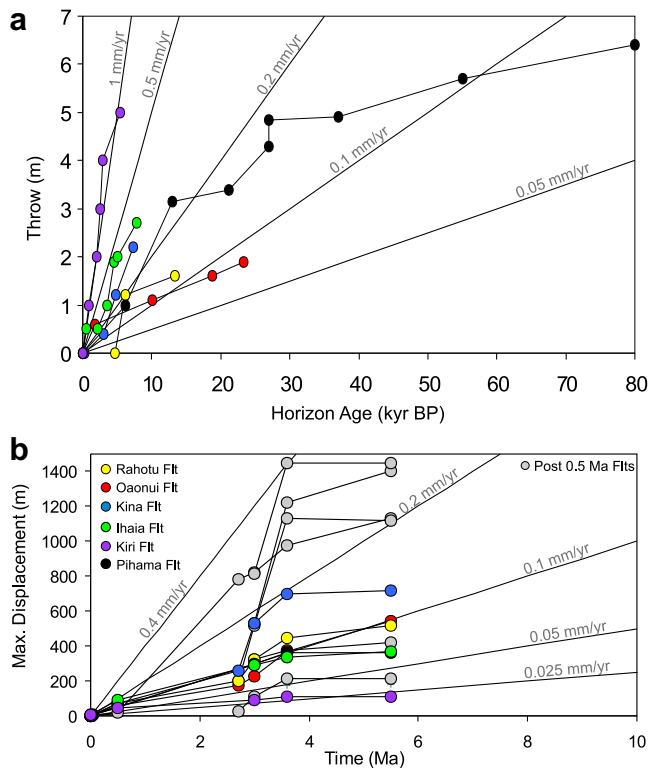 a
7
6
5
4
3
2
1
0
Throw (m)
1 mm/yr
0.5 mm/yr
0.2 mm/yr
0.1 mm/yr
0.05 mm/yr
0 10 20 30 40 50 60 70 80
Horizon Age (kyr BP)
b
1400
1200
1000
800
600
400
200
0
Max. Displacement (m)
Rahotu Flt
Oaonui Flt
Kina Flt
Ihaia Flt
Kiri Flt
Pihama Flt
Post 0.5 Ma Flts
0.4 mm/yr
0.2 mm/yr
0.1 mm/yr
0.05 mm/yr
0.025 mm/yr
0 2 4 6 8 10
Time (Ma)